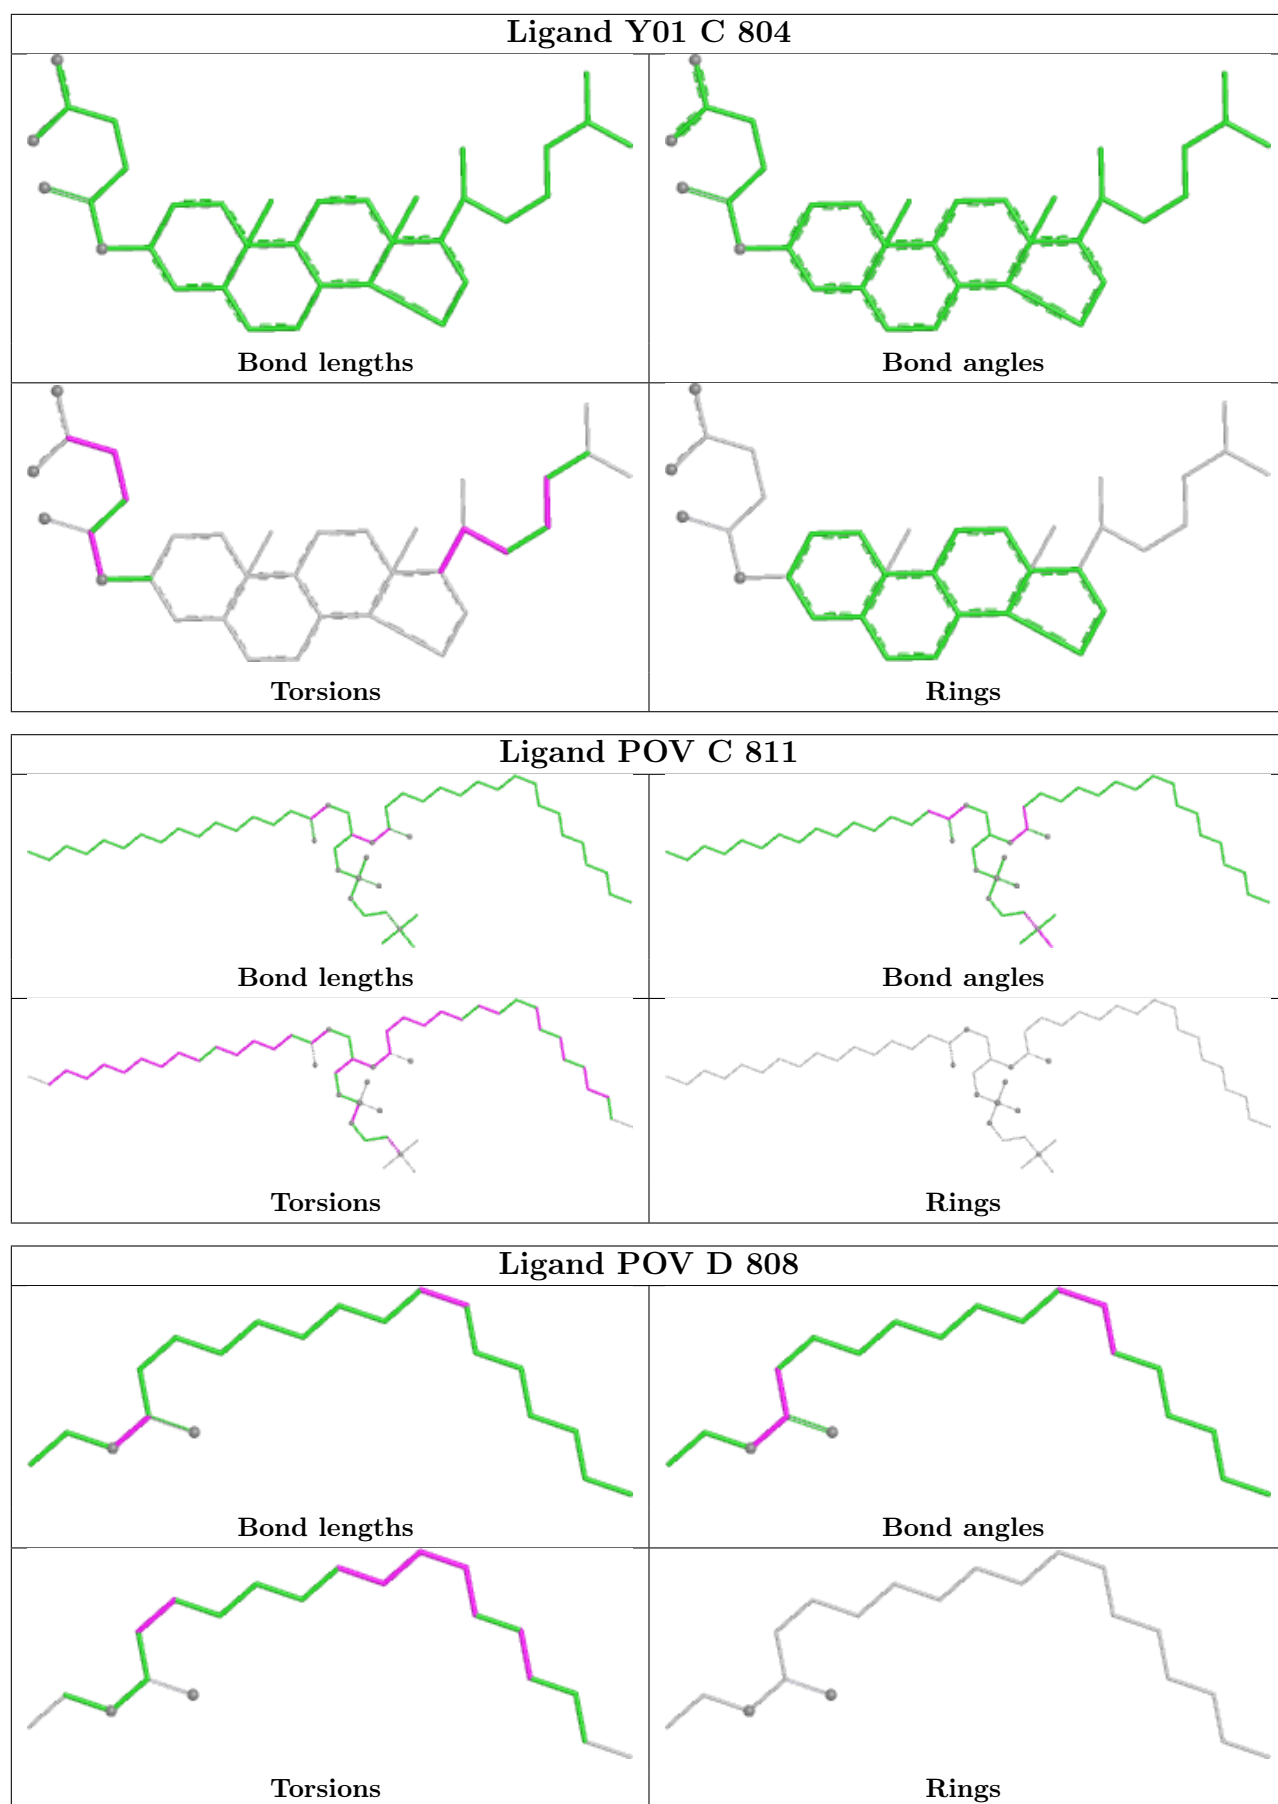 Ligand Y01 C 804
Bond lengths
Bond angles
Torsions
Rings
Ligand POV C 811
Bond lengths
Bond angles
Torsions
Rings
Ligand POV D 808
Bond lengths
Bond angles
Torsions
Rings